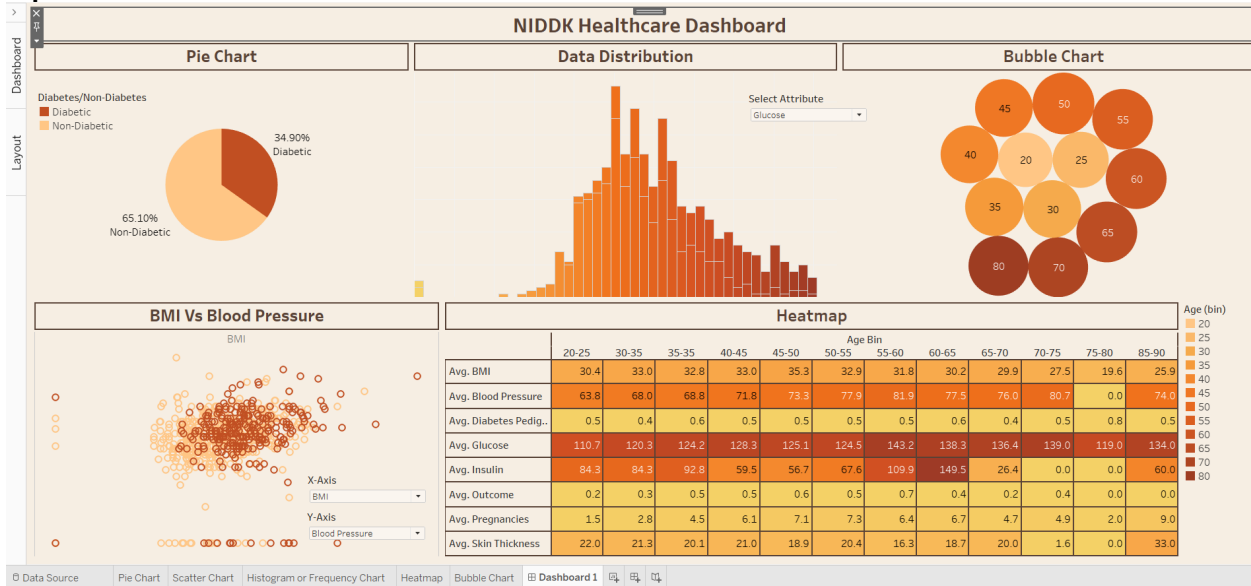 NIDDK Healthcare Dashboard
Dashboard
Layout
Pie Chart
Data Distribution
Bubble Chart
Diabetes/Non-Diabetes
Diabetic
Non-Diabetic
34.90%
Diabetic
65.10%
Non-Diabetic
Select Attribute
Glucose
45
50
55
40
20
25
60
35
30
65
80
70
BMI Vs Blood Pressure
BMI
X-Axis
BMI
Y-Axis
Blood Pressure
Heatmap
Age Bin
20-25 30-35 35-35 40-45 45-50 50-55 55-60 60-65 65-70 70-75 75-80 85-90
Avg. BMI 30.4 33.0 32.8 33.0 35.3 32.9 31.8 30.2 29.9 27.5 19.6 25.9
Avg. Blood Pressure 63.8 68.0 68.8 71.8 73.3 77.9 81.9 77.5 76.0 80.7 0.0 74.0
Avg. Diabetes Pedig.. 0.5 0.4 0.6 0.5 0.5 0.5 0.5 0.6 0.4 0.5 0.8 0.5
Avg. Glucose 110.7 120.3 124.2 128.3 125.1 124.5 143.2 138.3 136.4 139.0 119.0 134.0
Avg. Insulin 84.3 84.3 92.8 59.5 56.7 67.6 109.9 149.5 26.4 0.0 0.0 60.0
Avg. Outcome 0.2 0.3 0.5 0.5 0.6 0.5 0.7 0.4 0.2 0.4 0.0 0.0
Avg. Pregnancies 1.5 2.8 4.5 6.1 7.1 7.3 6.4 6.7 4.7 4.9 2.0 9.0
Avg. Skin Thickness 22.0 21.3 20.1 21.0 18.9 20.4 16.3 18.7 20.0 1.6 0.0 33.0
Age (bin)
20
25
30
35
40
45
50
55
60
65
70
80
Data Source Pie Chart Scatter Chart Histogram or Frequency Chart Heatmap Bubble Chart Dashboard 1